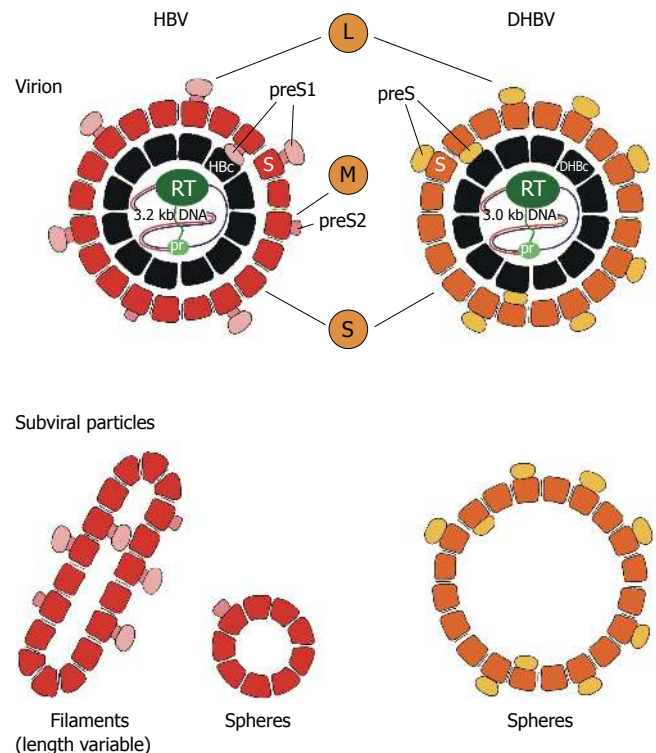 HBV
DHBV
L
Virion
preS1
preS
HBc
S
S
DHBc
RT
M
RT
3.2 kb DNA
3.0 kb DNA
preS2
pr
pr
S
Subviral particles
Filaments
(length variable)
Spheres
Spheres